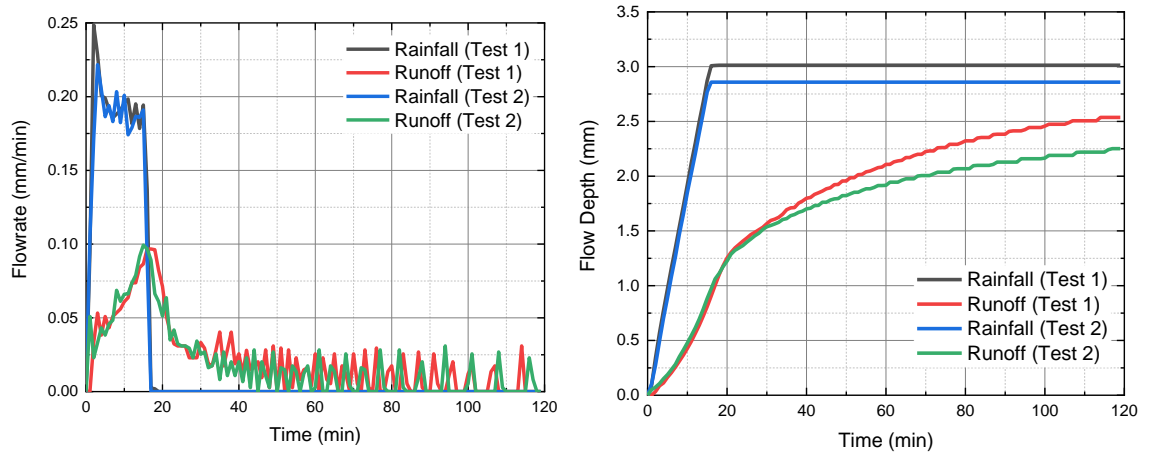 0.25
0.20
0.15
0.10
0.05
0.00
Flowrate (mm/min)
0 20 40 60 80 100 120
Time (min)
Rainfall (Test 1)
Runoff (Test 1)
Rainfall (Test 2)
Runoff (Test 2)
3.5
3.0
2.5
2.0
1.5
1.0
0.5
0.0
Flow Depth (mm)
0 20 40 60 80 100 120
Time (min)
Rainfall (Test 1)
Runoff (Test 1)
Rainfall (Test 2)
Runoff (Test 2)